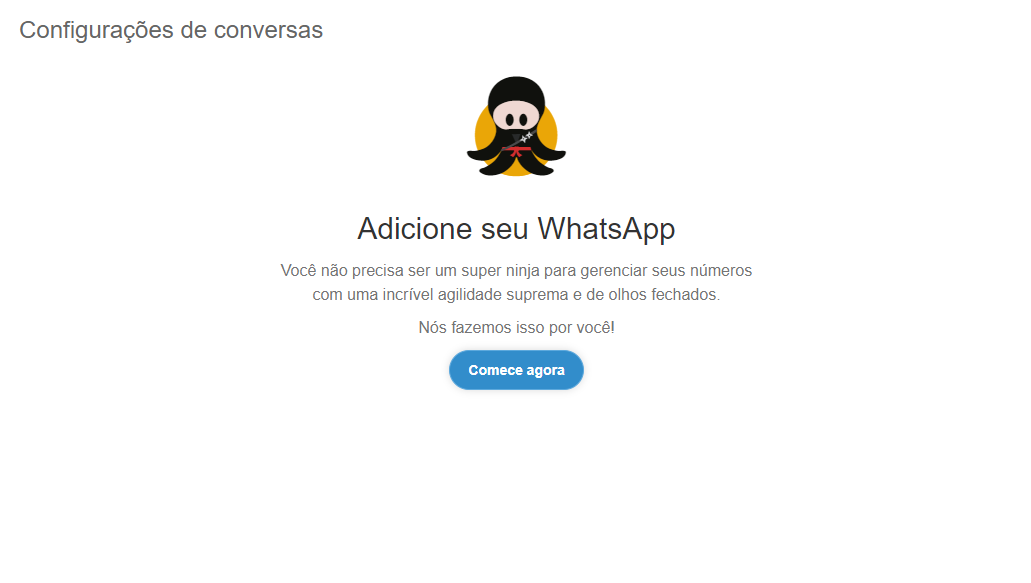 Configurações de conversas
Adicione seu WhatsApp
Você não precisa ser um super ninja para gerenciar seus números
com uma incrível agilidade suprema e de olhos fechados.
Nós fazemos isso por você!
Comece agora